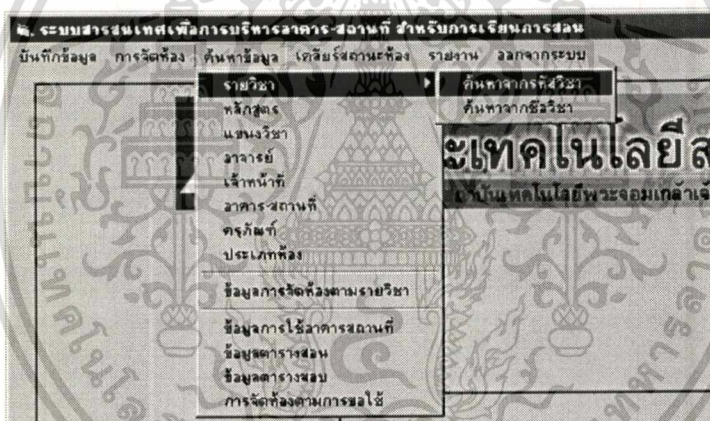 ระบบสารสนเทศเพื่อการบริหารอาคาร-สถานที่ สำหรับการเรียนการสอน
บันทึกข้อมูล การจัดห้อง ค้นหาข้อมูล เคลียร์สถานะห้อง รายงาน ออกจากระบบ
รายวิชา
ค้นหาจากรหัสวิชา
หลักสูตร
ค้นหาจากชื่อวิชา
แขนงวิชา
อาจารย์
เจ้าหน้าที่
อาคาร-สถานที่
ครุภัณฑ์
ประเภทห้อง
ข้อมูลการจัดห้องตามรายวิชา
ข้อมูลการใช้อาคารสถานที่
ข้อมูลตารางสอน
ข้อมูลตารางสอบ
การจัดห้องตามการขอใช้
ะเทคโนโลยีส
บันเทคโนโลยีพระจอมเกล้าเจ้